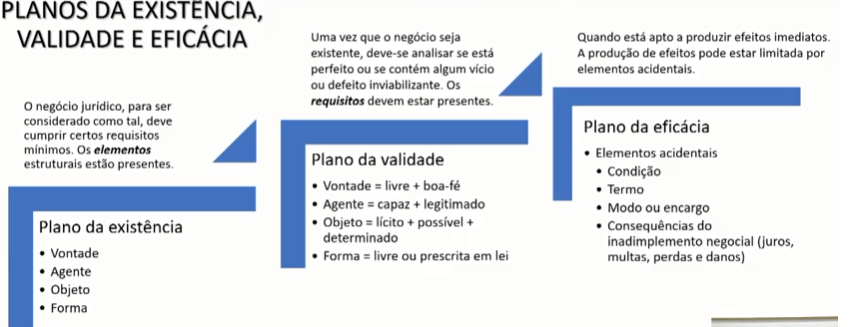 PLANOS DA EXISTÊNCIA,
VALIDADE E EFICÁCIA
O negócio jurídico, para ser
considerado como tal, deve
cumprir certos requisitos
mínimos. Os elementos
estruturais estão presentes.
Plano da existência
• Vontade
• Agente
• Objeto
• Forma
Uma vez que o negócio seja
existente, deve-se analisar se está
perfeito ou se contém algum vício
ou defeito inviabilizante. Os
requisitos devem estar presentes.
Plano da validade
• Vontade = livre + boa-fé
• Agente = capaz + legitimado
• Objeto = lícito + possível +
determinado
• Forma = livre ou prescrita em lei
Quando está apto a produzir efeitos imediatos.
A produção de efeitos pode estar limitada por
elementos acidentais.
Plano da eficácia
• Elementos acidentais
• Condição
• Termo
• Modo ou encargo
• Consequências do
inadimplemento negocial (juros,
multas, perdas e danos)